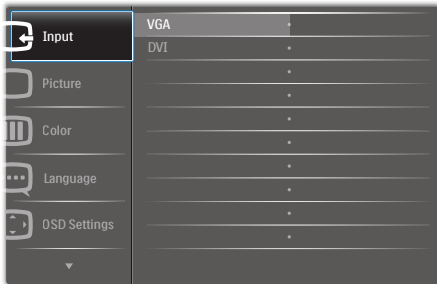 Input
VGA
DVI
Picture
Color
Language
OSD Settings